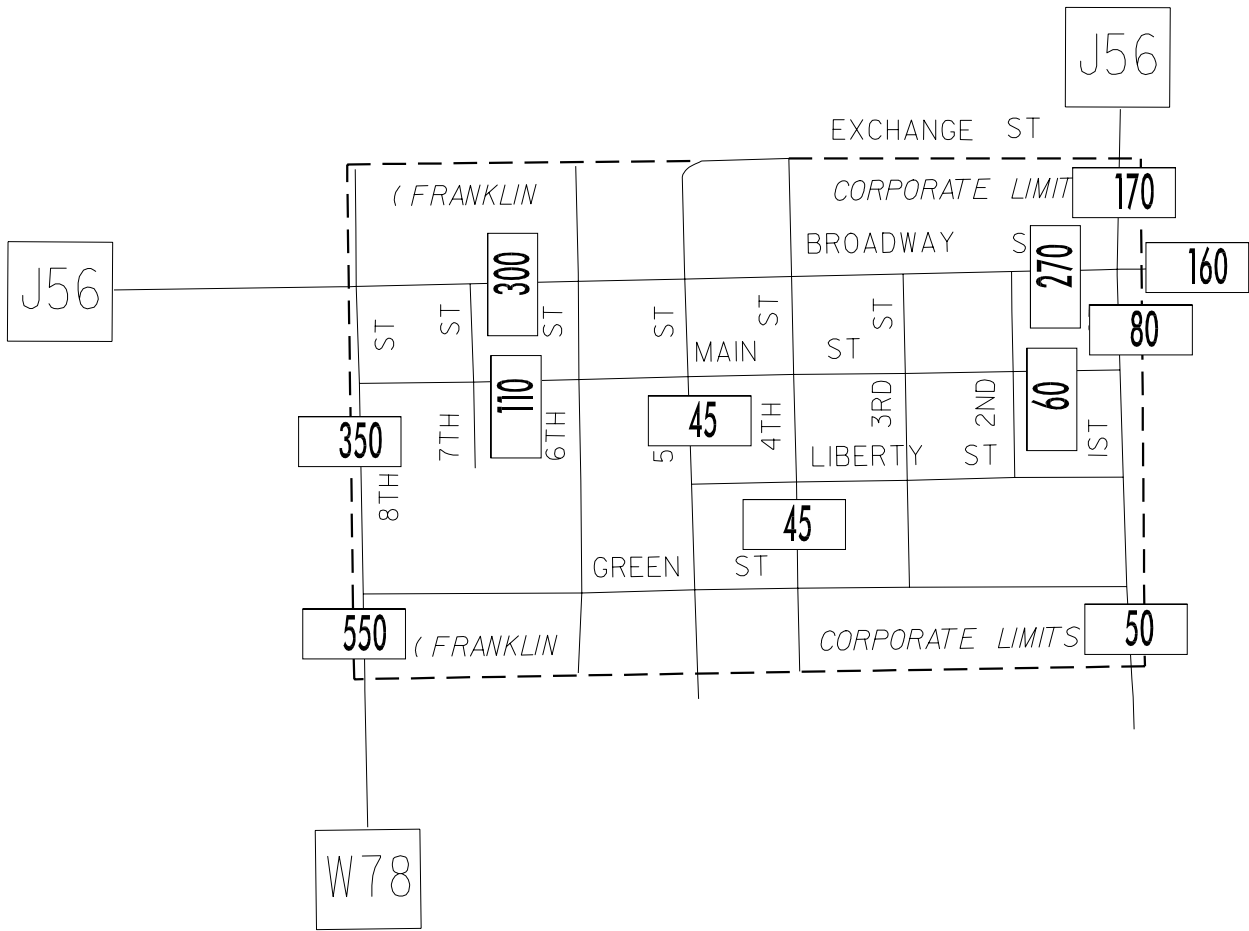 J56
EXCHANGE ST
(FRANKLIN CORPORATE LIMIT
170
BROADWAY S
J56
300
270
160
ST
ST
ST
ST
ST
ST
80
MAIN ST
110
60
350
7TH
6TH
45
4TH
3RD
2ND
1ST
5
LIBERTY ST
8TH
45
GREEN ST
550
(FRANKLIN CORPORATE LIMITS
50
W78